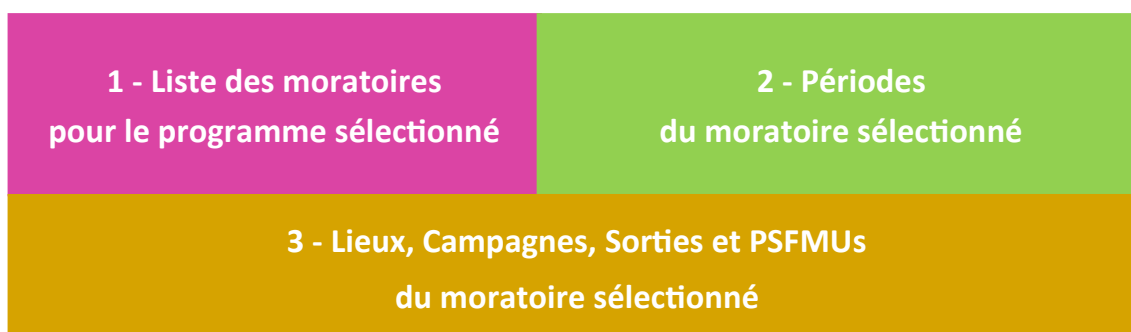 1 - Liste des moratoires
pour le programme sélectionné
2 - Périodes
du moratoire sélectionné
3 - Lieux, Campagnes, Sorties et PSFMUs
du moratoire sélectionné